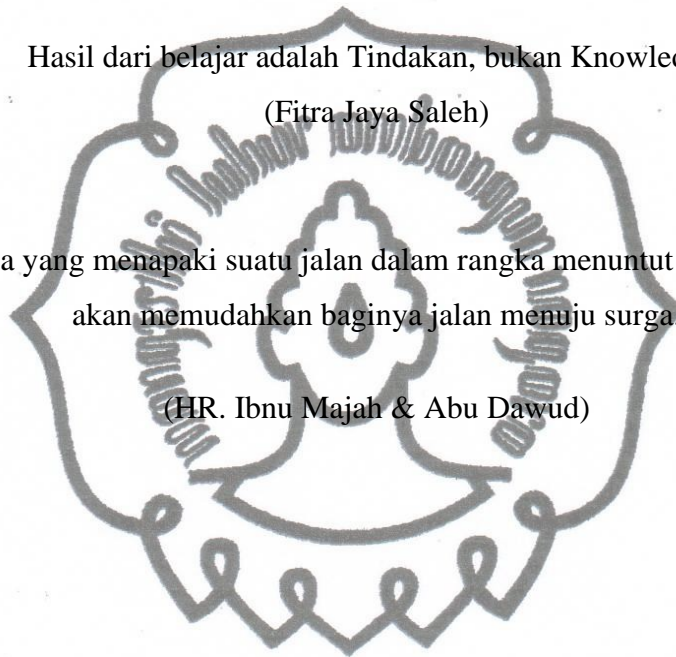 Hasil dari belajar adalah Tindakan, bukan Knowled
(Fitra Jaya Saleh)
a yang menapaki suatu jalan dalam rangka menuntut
akan memudahkan baginya jalan menuju surga
(HR. Ibnu Majah & Abu Dawud)